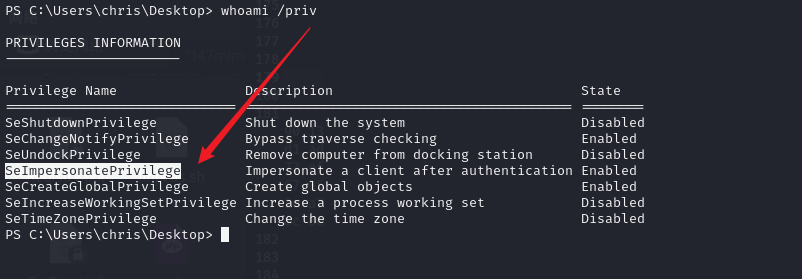 PS C:\Users\chris\Desktop> whoami /priv
PRIVILEGES INFORMATION
Privilege Name Description State
SeShutdownPrivilege Shut down the system Disabled
SeChangeNotifyPrivilege Bypass traverse checking Enabled
SeUndockPrivilege Remove computer from docking station Disabled
SeImpersonatePrivilege Impersonate a client after authentication Enabled
SeCreateGlobalPrivilege Create global objects Enabled
SeIncreaseWorkingSetPrivilege Increase a process working set Disabled
SeTimeZonePrivilege Change the time zone Disabled
PS C:\Users\chris\Desktop>